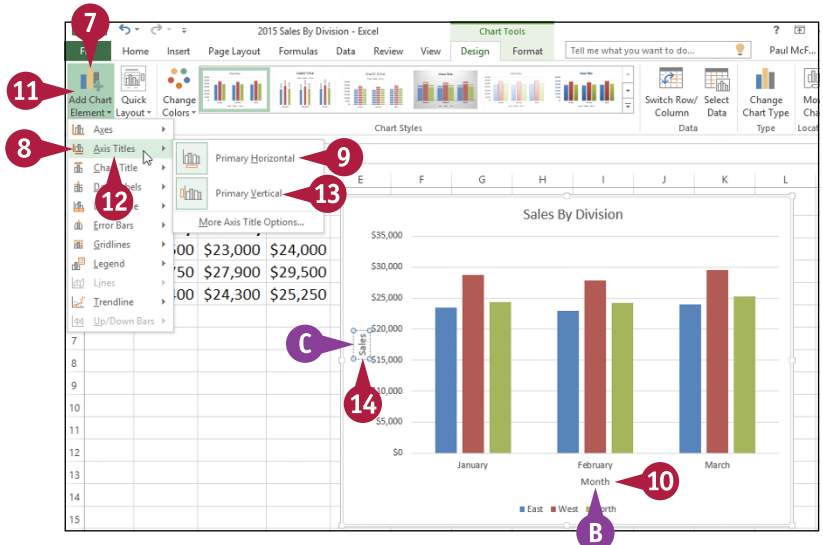 7
2015 Sales By Division - Excel
Chart Tools
?
Home Insert Page Layout Formulas Data Review View Design Format Tell me what you want to do... Paul McF...
11
Add Chart Element
Quick Layout
Change Colors
Switch Row/ Column
Select Data
Change Chart Type
Chart Styles
Data
Type
8
Axes
Axis Titles
Chart Title
Error Bars
Gridlines
Legend
Lines
Trendline
Up/Down Bars
12
Primary Horizontal
9
Primary Vertical
13
More Axis Title Options...
E F G H I J K L
$23,000 $24,000
$27,900 $29,500
$24,300 $25,250
7
8
9
10
11
12
13
14
15
Sales By Division
$35,000
$30,000
$25,000
$20,000
$15,000
$10,000
$5,000
$0
C
Sales
14
January February March
Month
10
East West North
B